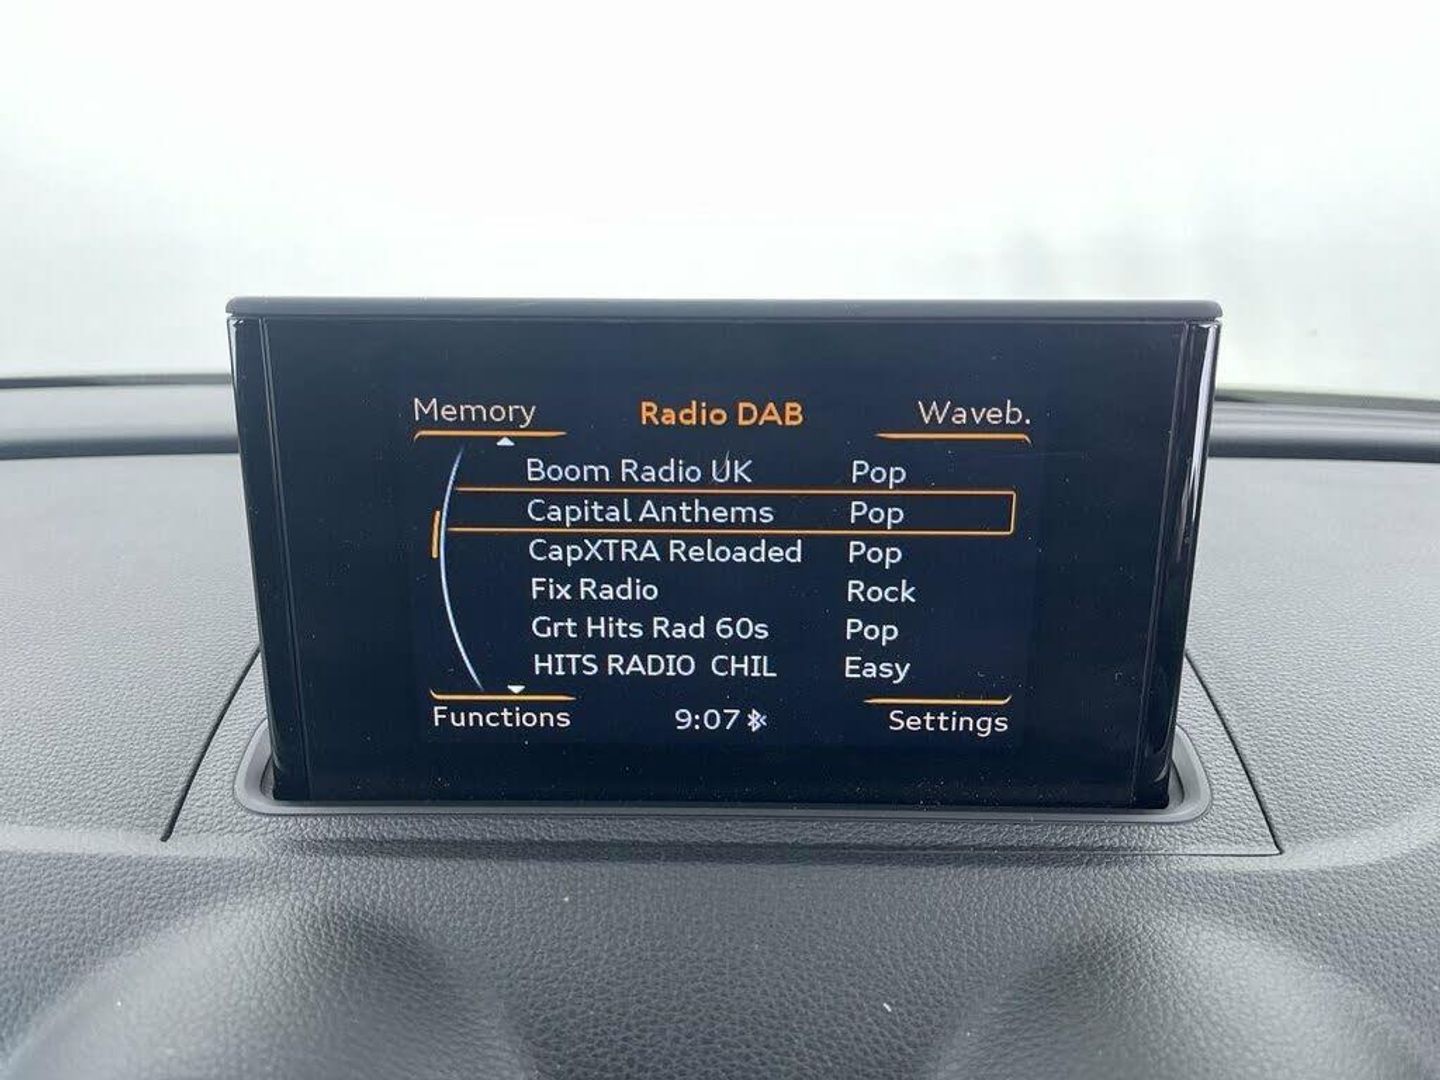 Memory Radio DAB Waveb.
Boom Radio UK Pop
Capital Anthems Pop
CapXTRA Reloaded Pop
Fix Radio Rock
Grt Hits Rad 60s Pop
HITS RADIO CHIL Easy
Functions 9:07 Settings